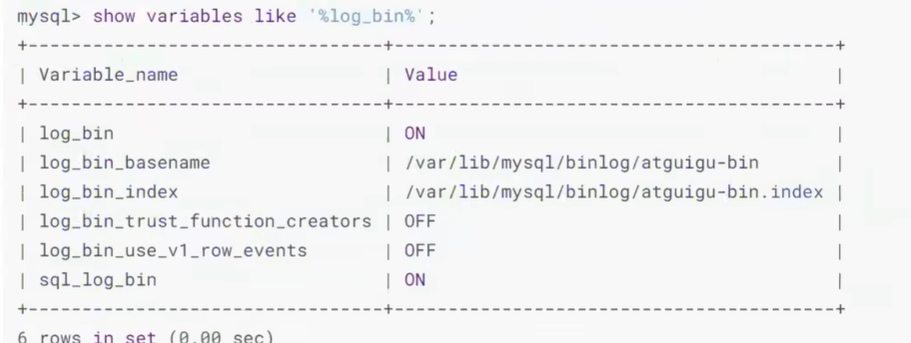 mysql> show variables like '%log_bin%';
+---------------------------------+------------------------------------------+
| Variable_name | Value |
+---------------------------------+------------------------------------------+
| log_bin | ON |
| log_bin_basename | /var/lib/mysql/binlog/atguigu-bin |
| log_bin_index | /var/lib/mysql/binlog/atguigu-bin.index |
| log_bin_trust_function_creators | OFF |
| log_bin_use_v1_row_events | OFF |
| sql_log_bin | ON |
+---------------------------------+------------------------------------------+
6 rows in set (0.00 sec)